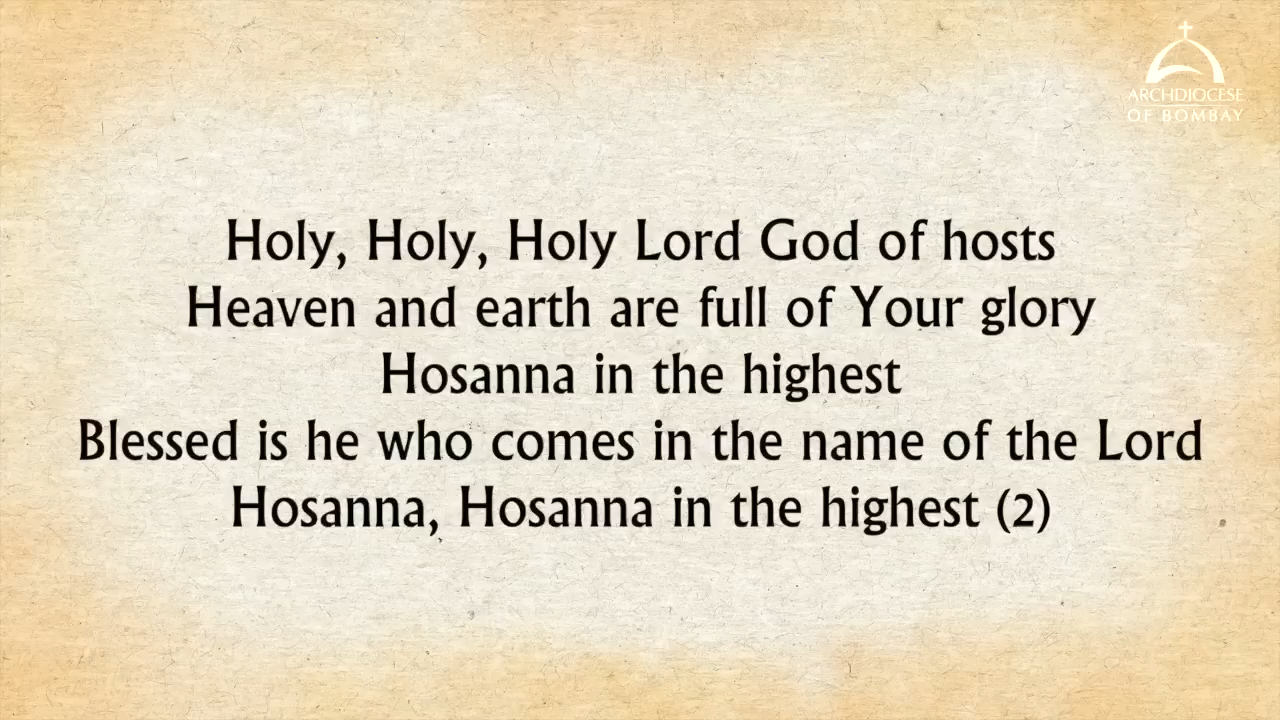 ARCHDIOCESE
OF BOMBAY
Holy, Holy, Holy Lord God of hosts
Heaven and earth are full of Your glory
Hosanna in the highest
Blessed is he who comes in the name of the Lord
Hosanna, Hosanna in the highest (2)